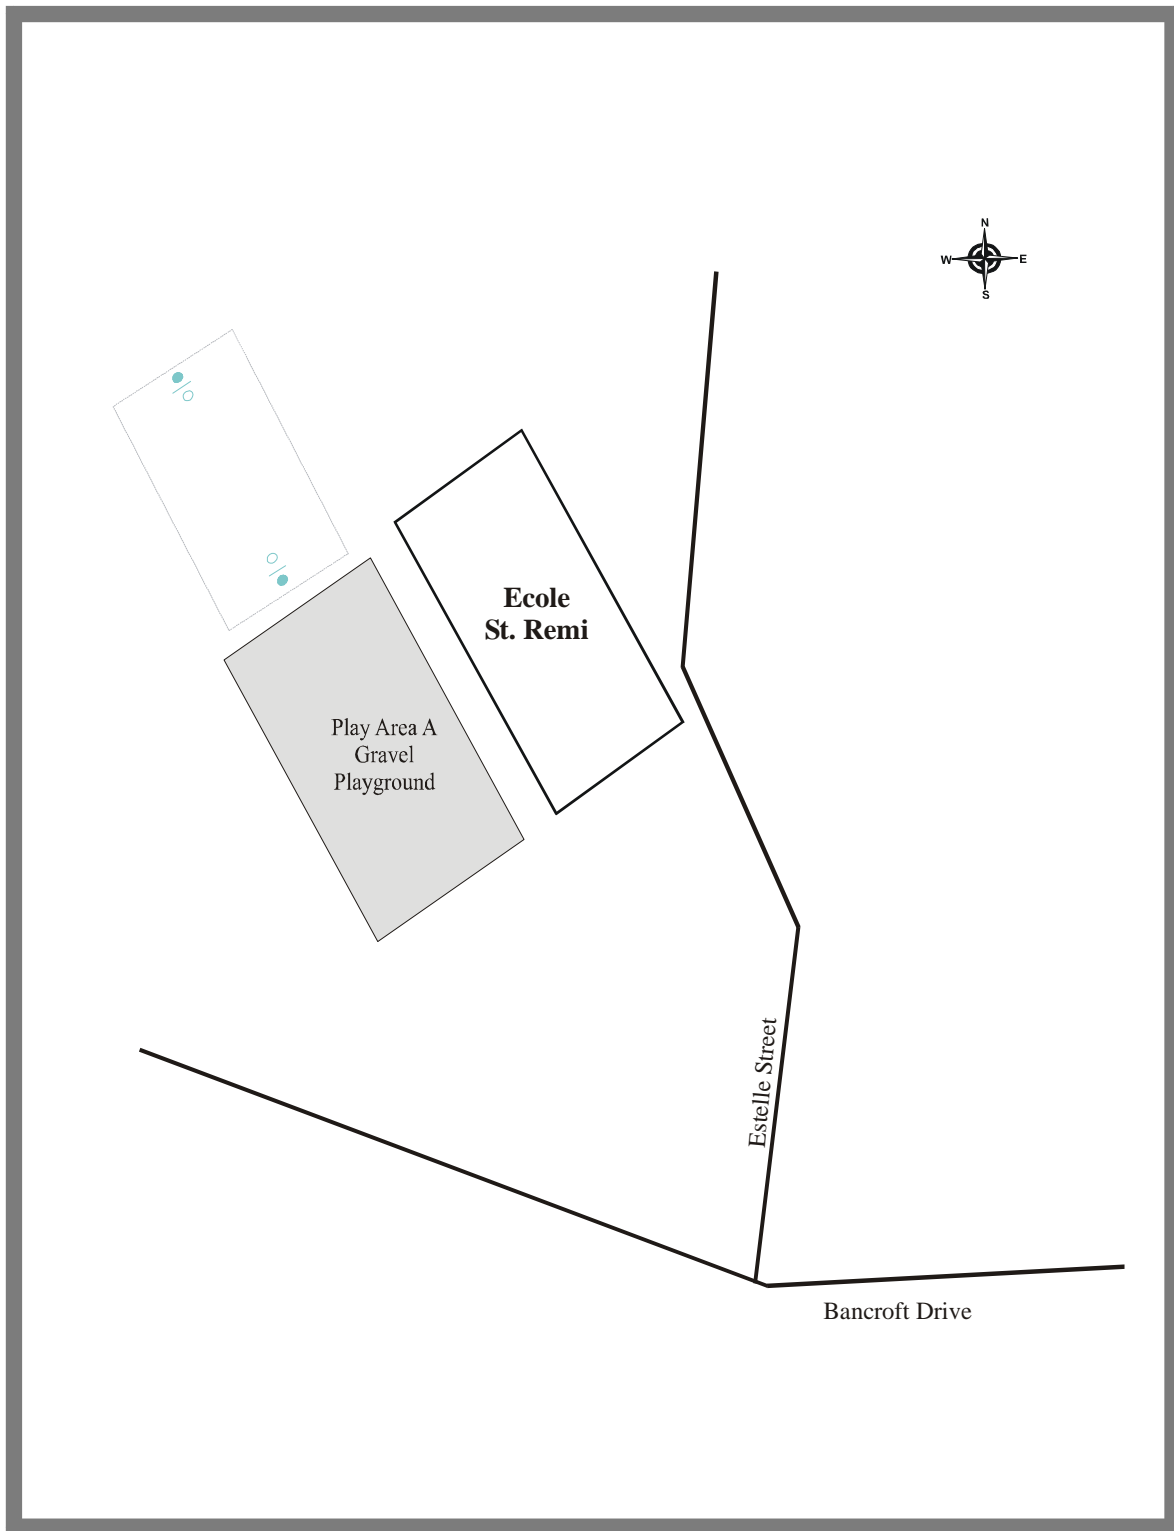 N
W
E
S
Ecole
St. Remi
Play Area A
Gravel
Playground
Estelle Street
Bancroft Drive